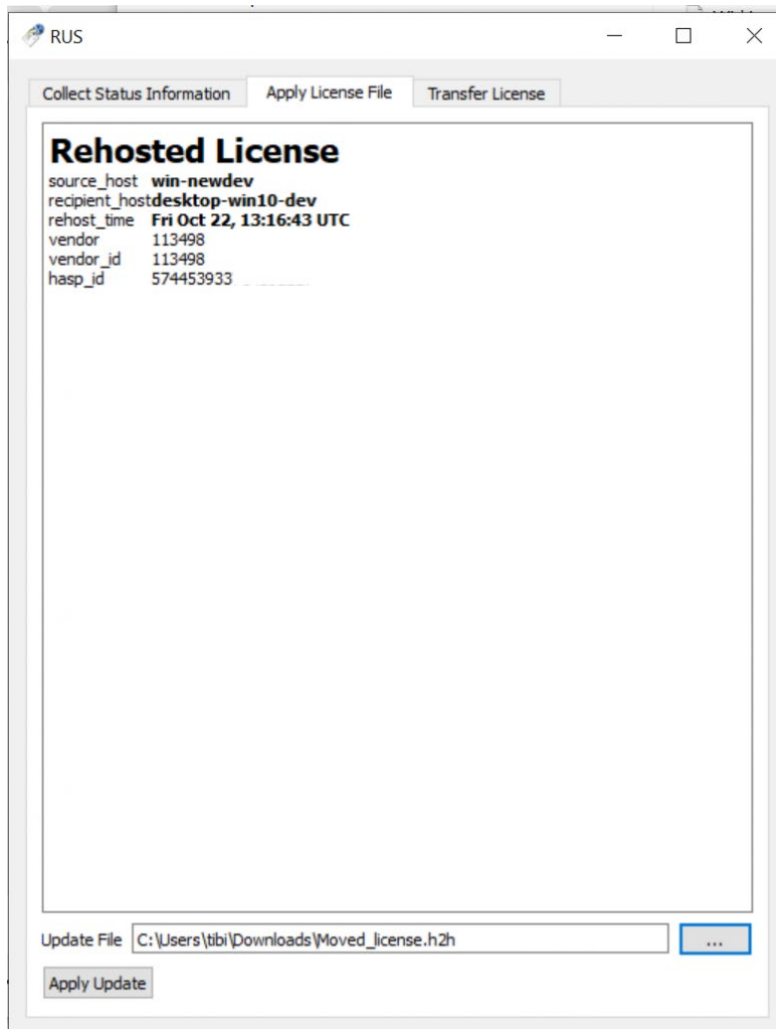 RUS
Collect Status Information Apply License File Transfer License
Rehosted License
source_host win-newdev
recipient_host desktop-win10-dev
rehost_time Fri Oct 22, 13:16:43 UTC
vendor 113498
vendor_id 113498
hasp_id 574453933
Update File C:\Users\tibi\Downloads\Moved_license.h2h ...
Apply Update